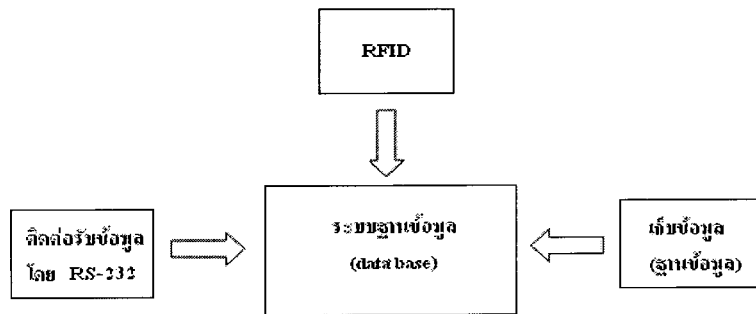 RFID
ติดต่อรับข้อมูล
โดย RS-232
ระบบฐานข้อมูล
(data base)
เก็บข้อมูล
(ฐานข้อมูล)